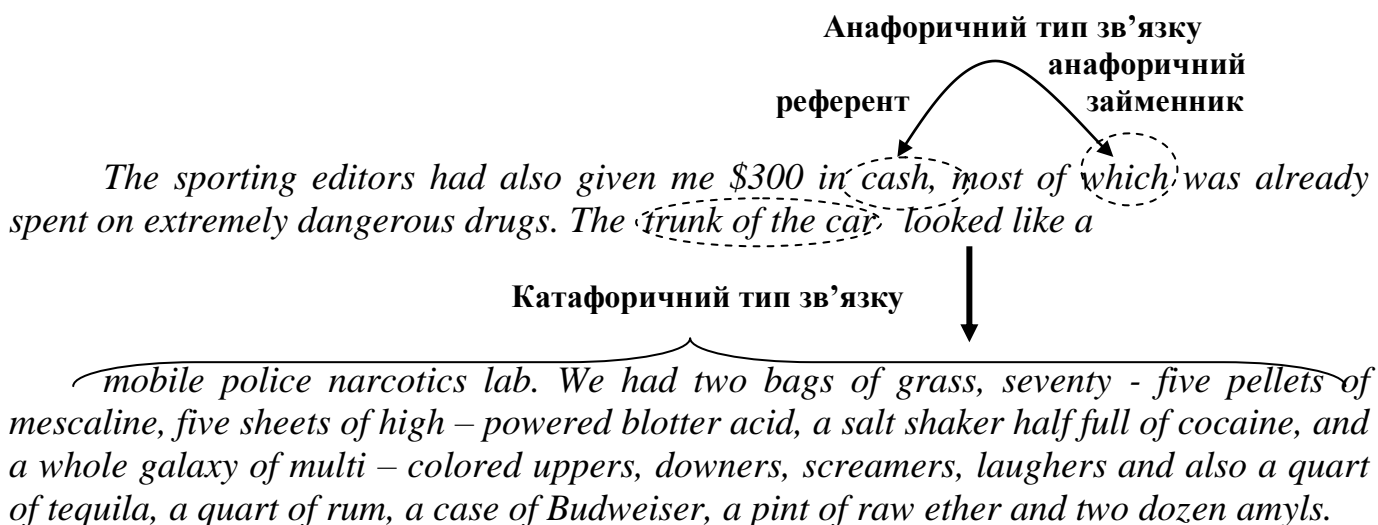 Анафоричний тип зв’язку
анафоричний
референт займенник
The sporting editors had also given me $300 in cash, most of which was already
spent on extremely dangerous drugs. The trunk of the car looked like a
Катафоричний тип зв’язку
mobile police narcotics lab. We had two bags of grass, seventy - five pellets of
mescaline, five sheets of high – powered blotter acid, a salt shaker half full of cocaine, and
a whole galaxy of multi – colored uppers, downers, screamers, laughers and also a quart
of tequila, a quart of rum, a case of Budweiser, a pint of raw ether and two dozen amyls.